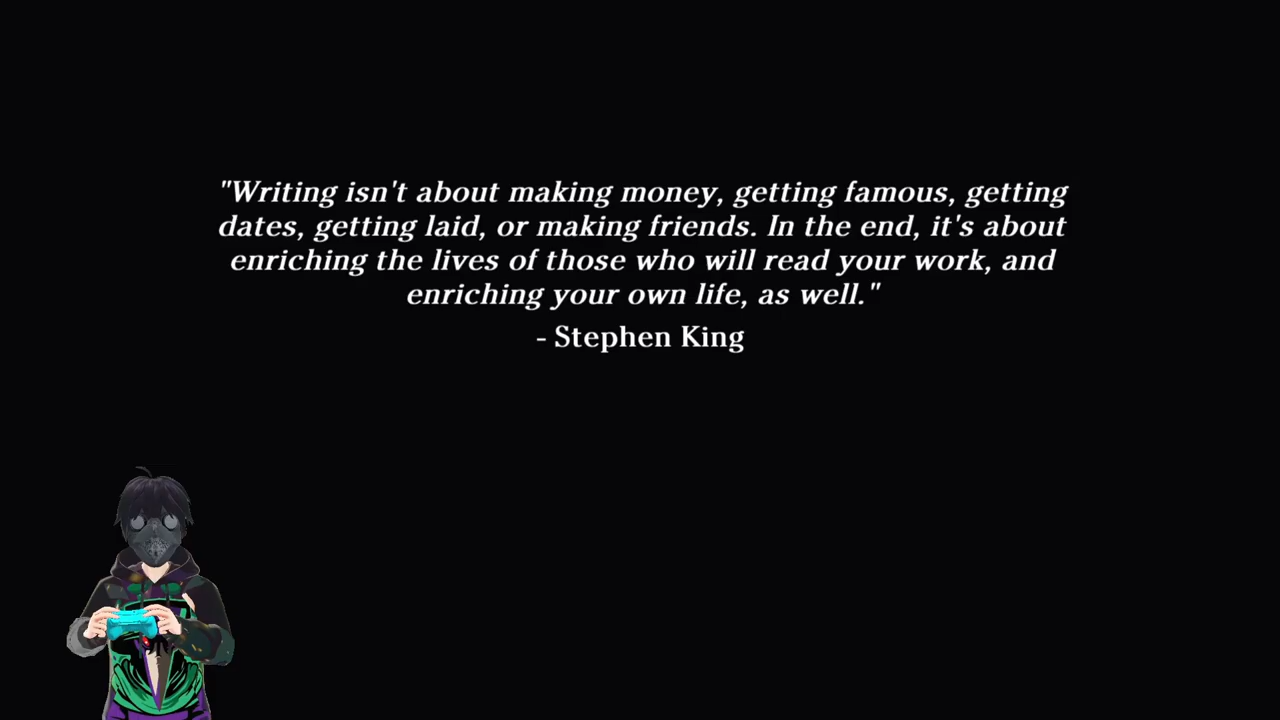 "Writing isn't about making money, getting famous, getting
dates, getting laid, or making friends. In the end, it's about
enriching the lives of those who will read your work, and
enriching your own life, as well."
- Stephen King